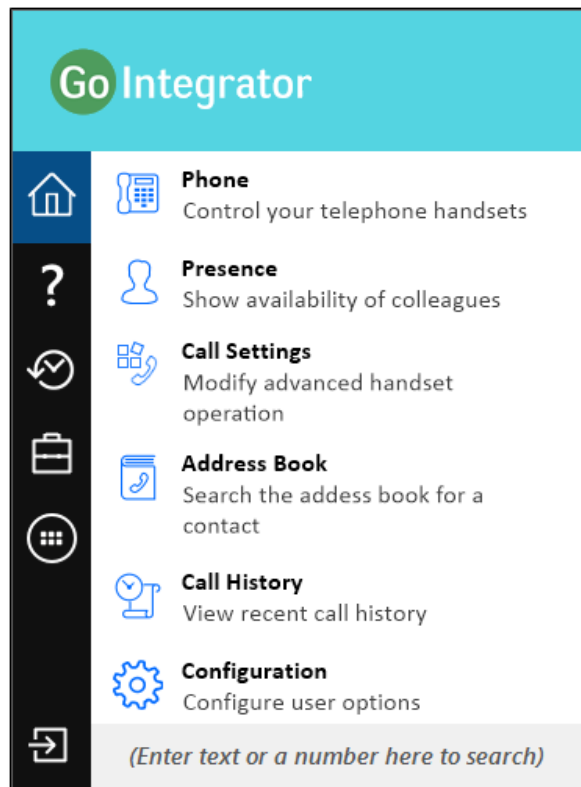 Go Integrator
Phone
Control your telephone handsets
?
Presence
Show availability of colleagues
Call Settings
Modify advanced handset
operation
Address Book
Search the addess book for a
contact
Call History
View recent call history
Configuration
Configure user options
(Enter text or a number here to search)